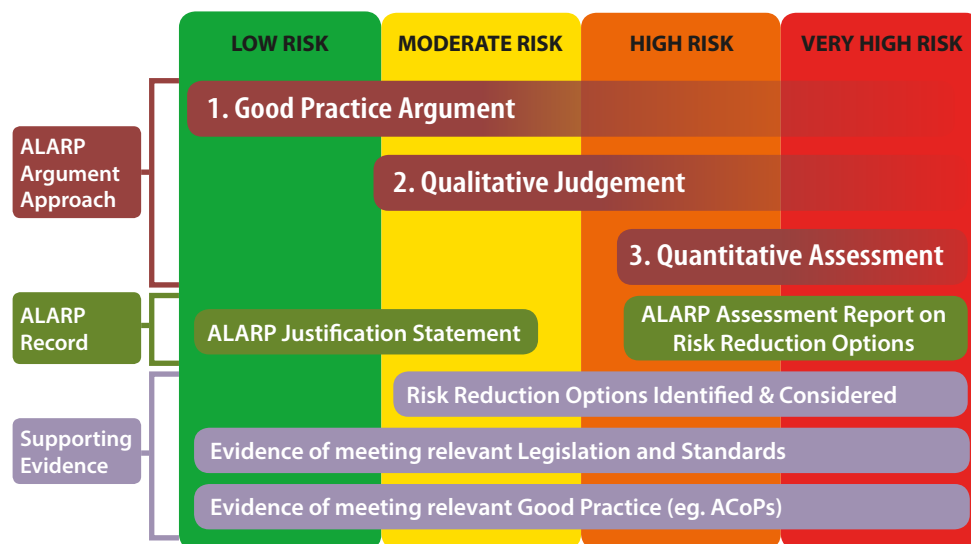 LOW RISK
MODERATE RISK
HIGH RISK
VERY HIGH RISK
ALARP
Argument
Approach
1. Good Practice Argument
2. Qualitative Judgement
3. Quantitative Assessment
ALARP
Record
ALARP Justification Statement
ALARP Assessment Report on
Risk Reduction Options
Supporting
Evidence
Risk Reduction Options Identified & Considered
Evidence of meeting relevant Legislation and Standards
Evidence of meeting relevant Good Practice (eg. ACoPs)